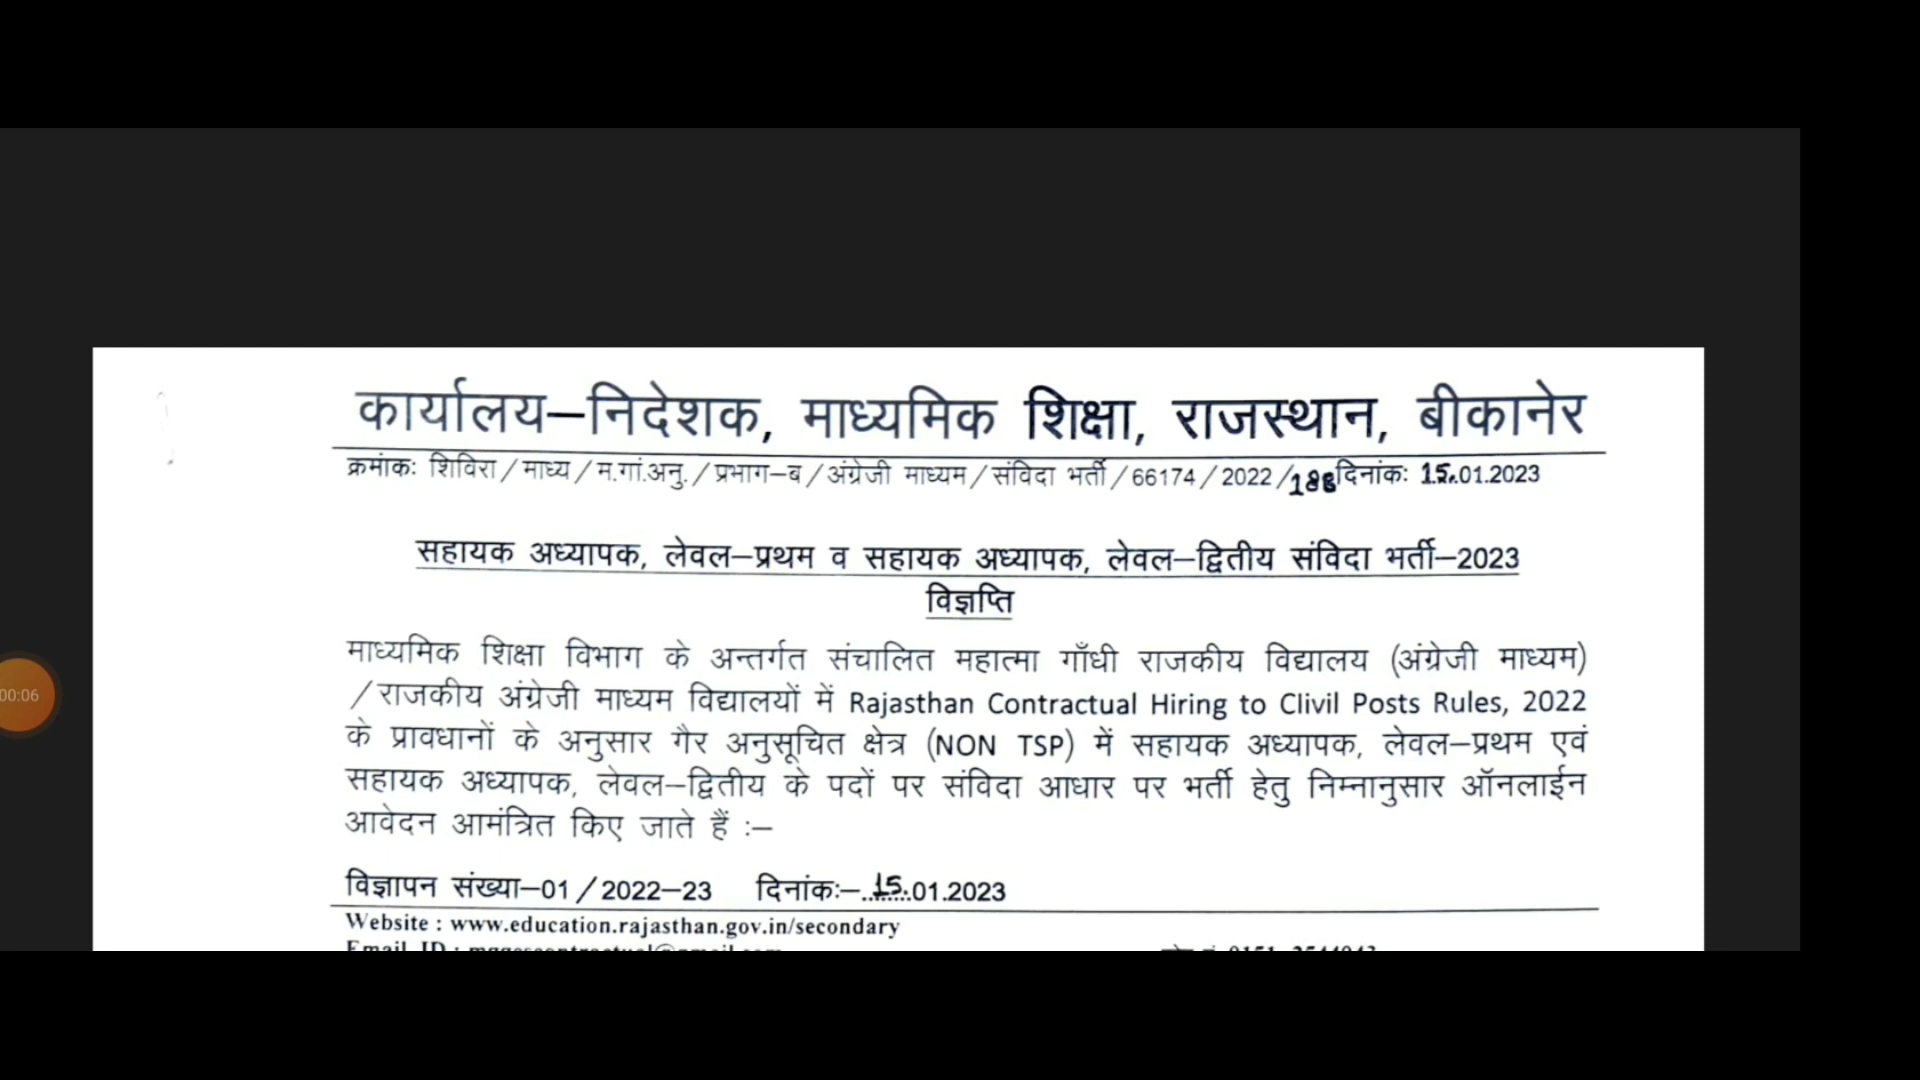 कार्यालय–निदेशक, माध्यमिक शिक्षा, राजस्थान, बीकानेर
क्रमांकः शिविरा/माध्य/म.गां.अनु./प्रभाग–ब/अंग्रेजी माध्यम/संविदा भर्ती/66174/2022/188दिनांकः 15.01.2023
सहायक अध्यापक, लेवल–प्रथम व सहायक अध्यापक, लेवल–द्वितीय संविदा भर्ती–2023
विज्ञप्ति
माध्यमिक शिक्षा विभाग के अन्तर्गत संचालित महात्मा गाँधी राजकीय विद्यालय (अंग्रेजी माध्यम)
/राजकीय अंग्रेजी माध्यम विद्यालयों में Rajasthan Contractual Hiring to Clivil Posts Rules, 2022
के प्रावधानों के अनुसार गैर अनुसूचित क्षेत्र (NON TSP) में सहायक अध्यापक, लेवल–प्रथम एवं
सहायक अध्यापक, लेवल–द्वितीय के पदों पर संविदा आधार पर भर्ती हेतु निम्नानुसार ऑनलाईन
आवेदन आमंत्रित किए जाते हैं :–
विज्ञापन संख्या–01/2022–23 दिनांकः–..15..01.2023
Website : www.education.rajasthan.gov.in/secondary
Email ID :
00:06